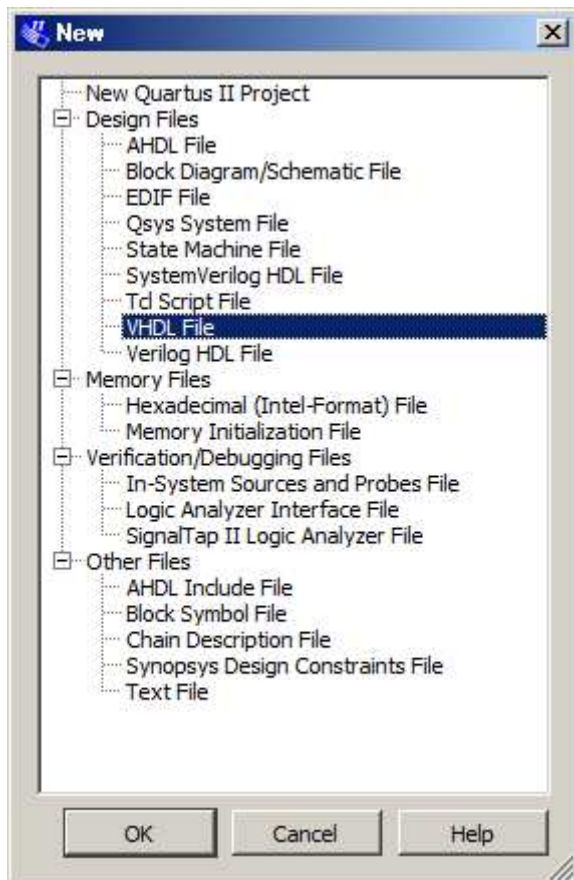 New
New Quartus II Project
Design Files
AHDL File
Block Diagram/Schematic File
EDIF File
Qsys System File
State Machine File
SystemVerilog HDL File
Tcl Script File
VHDL File
Verilog HDL File
Memory Files
Hexadecimal (Intel-Format) File
Memory Initialization File
Verification/Debugging Files
In-System Sources and Probes File
Logic Analyzer Interface File
SignalTap II Logic Analyzer File
Other Files
AHDL Include File
Block Symbol File
Chain Description File
Synopsys Design Constraints File
Text File
OK Cancel Help